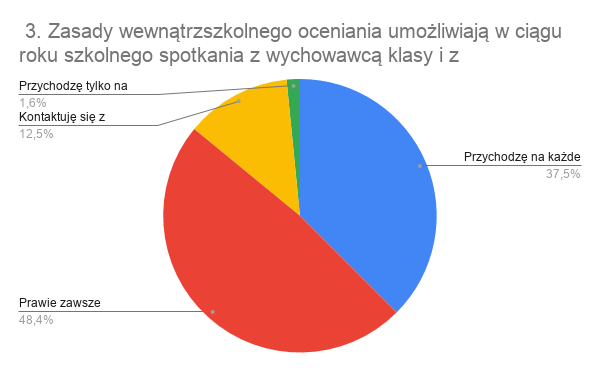 3. Zasady wewnątrzszkolnego oceniania umożliwiają w ciągu
roku szkolnego spotkania z wychowawcą klasy i z
Przychodzę tylko na
1,6%
Kontaktuję się z
12,5%
Przychodzę na każde
37,5%
Prawie zawsze
48,4%